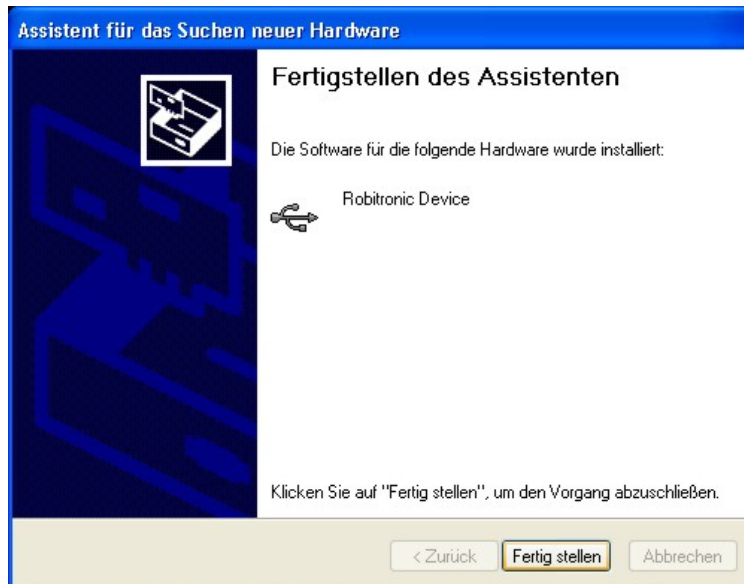 Assistent für das Suchen neuer Hardware
Fertigstellen des Assistenten
Die Software für die folgende Hardware wurde installiert:
Robitronic Device
Klicken Sie auf "Fertig stellen", um den Vorgang abzuschließen.
< Zurück Fertig stellen Abbrechen